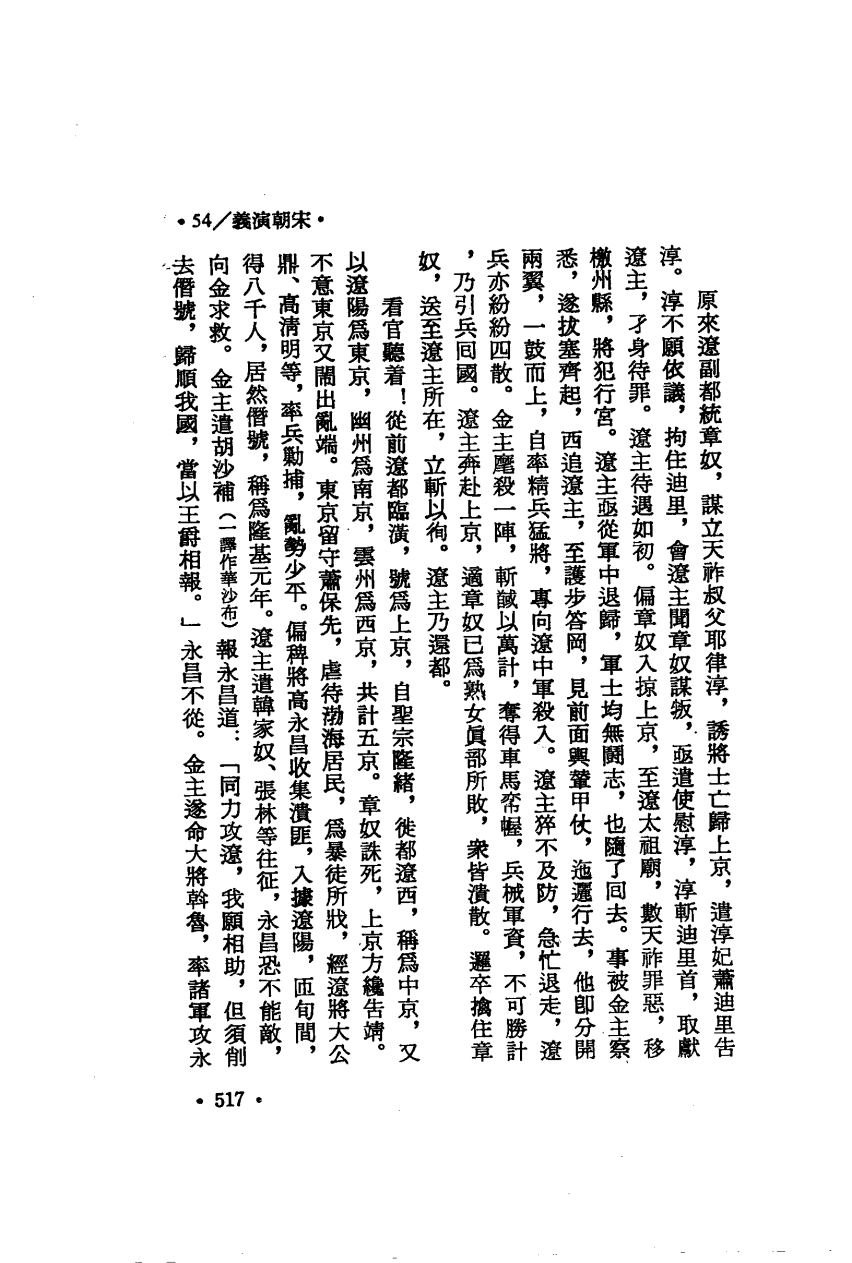 •宋朝演義／54•
原來遼副都統章奴，謀立天祚叔父耶律淳，誘將士亡歸上京，遣淳妃蕭迪里告
淳。淳不願依議，拘住迪里，會遼主聞章奴謀叛，亟遣使慰淳，淳斬迪里首，取獻
遼主，孑身待罪。遼主待遇如初。偏章奴入掠上京，至遼太祖廟，數天祚罪惡，移
檄州縣，將犯行宮。遼主亟從軍中退歸，軍士均無鬬志，也隨了回去。事被金主察
悉，遂拔塞齊起，西追遼主，至護步答岡，見前面輿輦甲仗，迤邐行去，他卽分開
兩翼，一鼓而上，自率精兵猛將，專向遼中軍殺入。遼主猝不及防，急忙退走，遼
兵亦紛紛四散。金主麾殺一陣，斬馘以萬計，奪得車馬帟幄，兵械軍資，不可勝計
，乃引兵回國。遼主奔赴上京，適章奴已爲熟女眞部所敗，衆皆潰散。邏卒擒住章
奴，送至遼主所在，立斬以徇。遼主乃還都。
看官聽着！從前遼都臨潢，號爲上京，自聖宗隆緒，徙都遼西，稱爲中京，又
以遼陽爲東京，幽州爲南京，雲州爲西京，共計五京。章奴誅死，上京方纔告靖。
不意東京又鬧出亂端。東京留守蕭保先，虐待渤海居民，爲暴徒所戕，經遼將大公
鼎、高淸明等，率兵勦捕，亂勢少平。偏稗將高永昌收集潰匪，入據遼陽，匝旬間，
得八千人，居然僭號，稱爲隆基元年。遼主遣韓家奴、張林等往征，永昌恐不能敵，
向金求救。金主遣胡沙補（一譯作華沙布）報永昌道：「同力攻遼，我願相助，但須削
去僭號，歸順我國，當以王爵相報。」永昌不從。金主遂命大將斡魯，率諸軍攻永
•517•